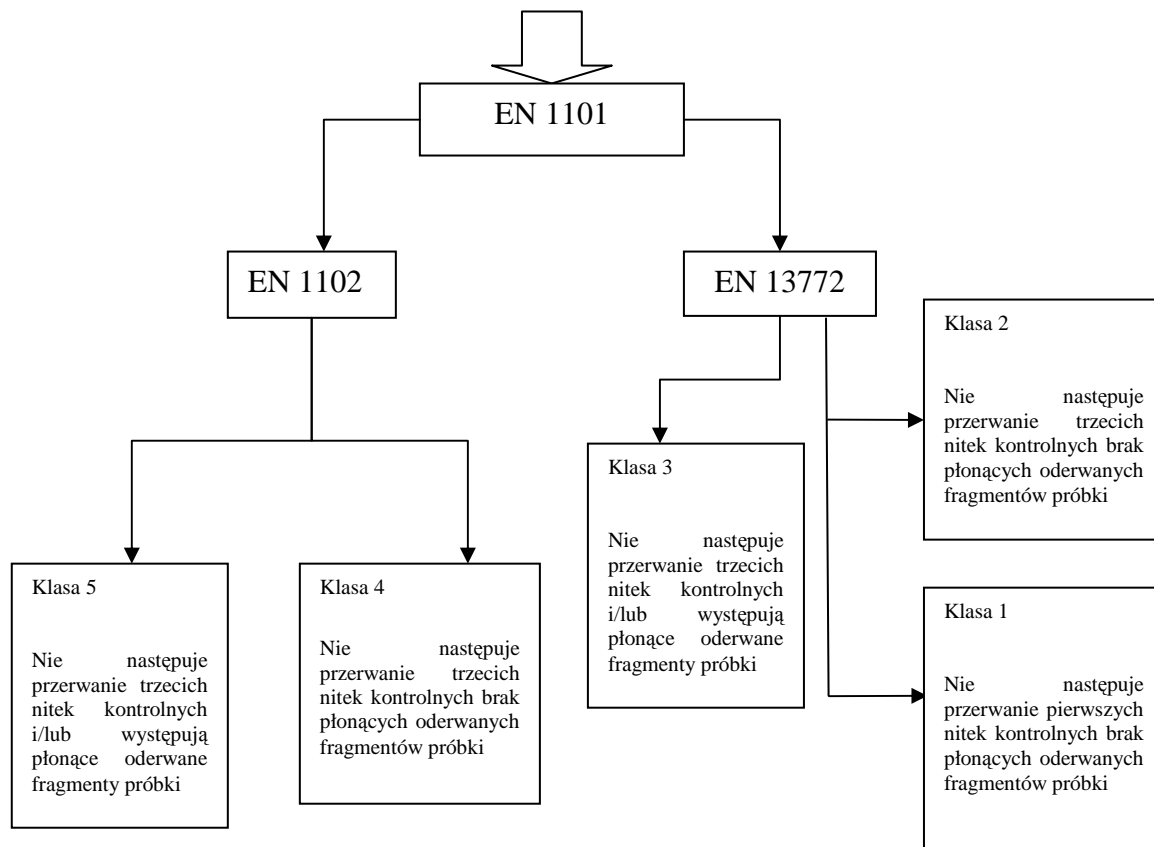 EN 1101
EN 1102
EN 13772
Klasa 2
Nie następuje
przerwanie trzecich
nitek kontrolnych brak
płonących oderwanych
fragmentów próbki
Klasa 3
Nie następuje
przerwanie trzecich
nitek kontrolnych
i/lub występują
płonące oderwane
fragmenty próbki
Klasa 5
Nie następuje
przerwanie trzecich
nitek kontrolnych
i/lub występują
płonące oderwane
fragmenty próbki
Klasa 4
Nie następuje
przerwanie trzecich
nitek kontrolnych brak
płonących oderwanych
fragmentów próbki
Klasa 1
Nie następuje
przerwanie pierwszych
nitek kontrolnych brak
płonących oderwanych
fragmentów próbki